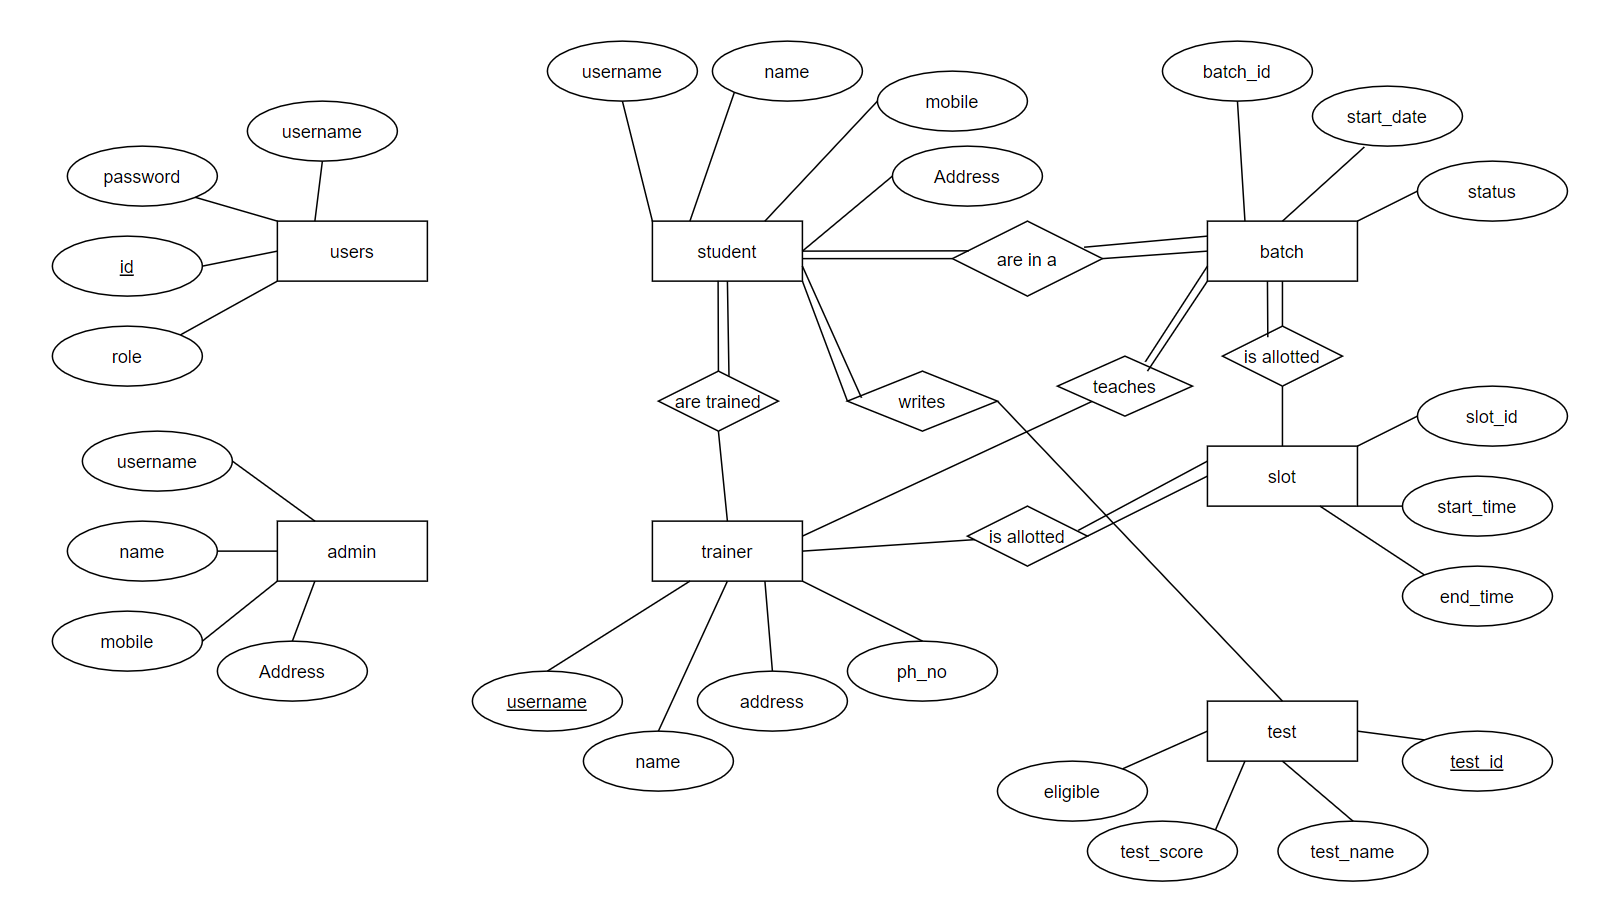 username
name
batch_id
mobile
start_date
username
password
Address
status
users
student
are in a
batch
id
role
are trained
writes
teaches
is allotted
slot_id
username
slot
start_time
name
admin
trainer
is allotted
end_time
mobile
Address
username
address
ph_no
name
test
test_id
eligible
test_score
test_name